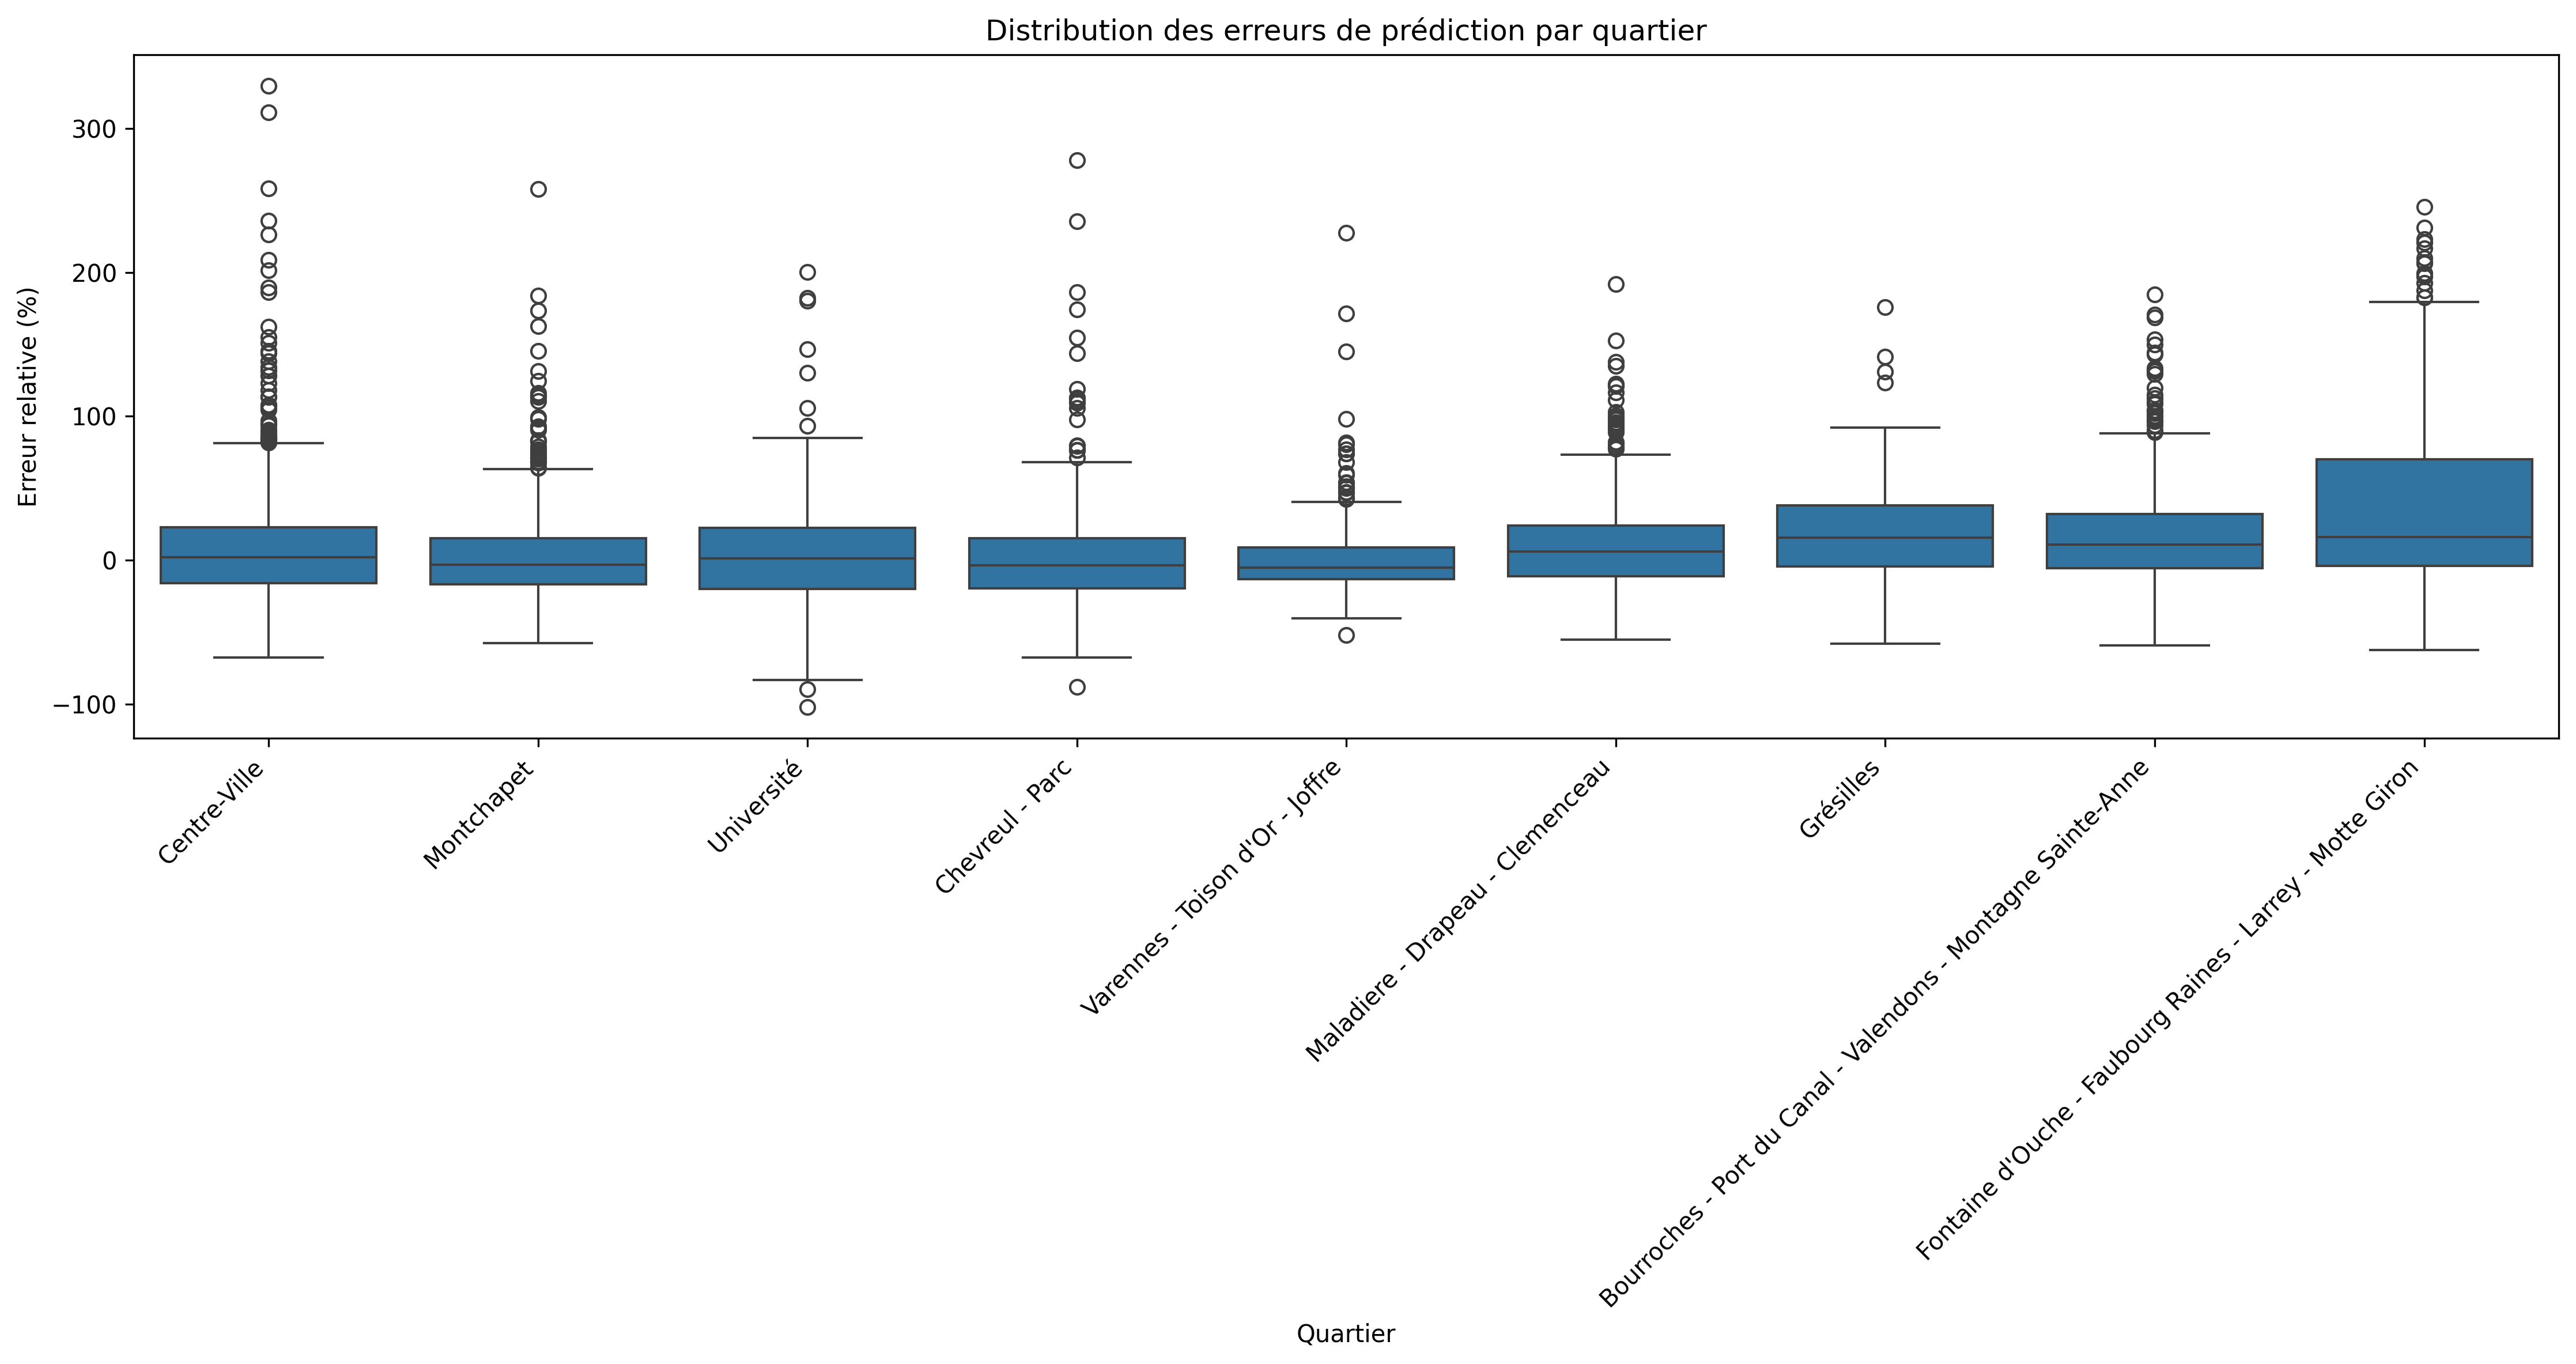 Distribution des erreurs de prédiction par quartier
Erreur relative (%)
300
200
100
0
−100
Centre-Ville
Montchapet
Université
Chevreul - Parc
Varennes - Toison d'Or - Joffre
Maladiere - Drapeau - Clemenceau
Grésilles
Bourroches - Port du Canal - Valendons - Montagne Sainte-Anne
Fontaine d'Ouche - Faubourg Raines - Larrey - Motte Giron
Quartier